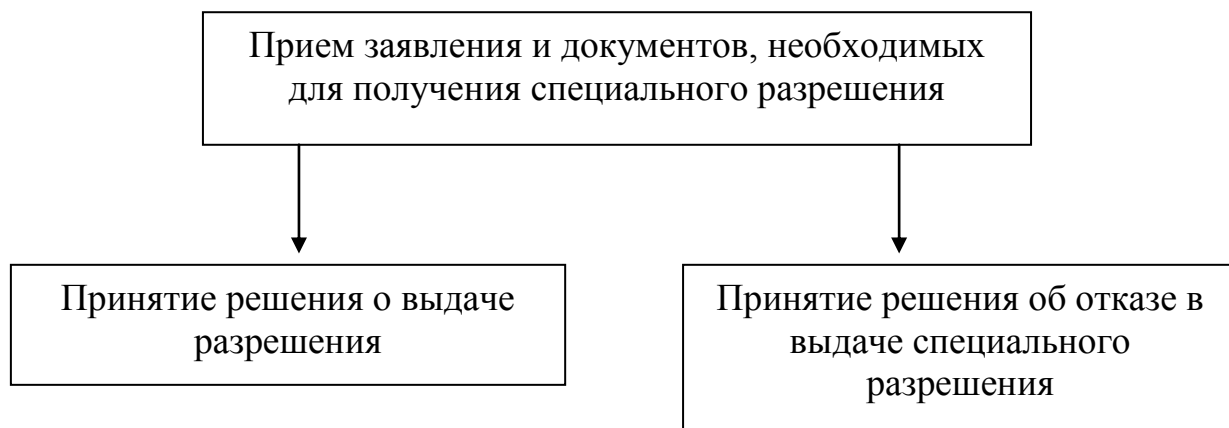 Прием заявления и документов, необходимых
для получения специального разрешения
Принятие решения о выдаче
разрешения
Принятие решения об отказе в
выдаче специального
разрешения